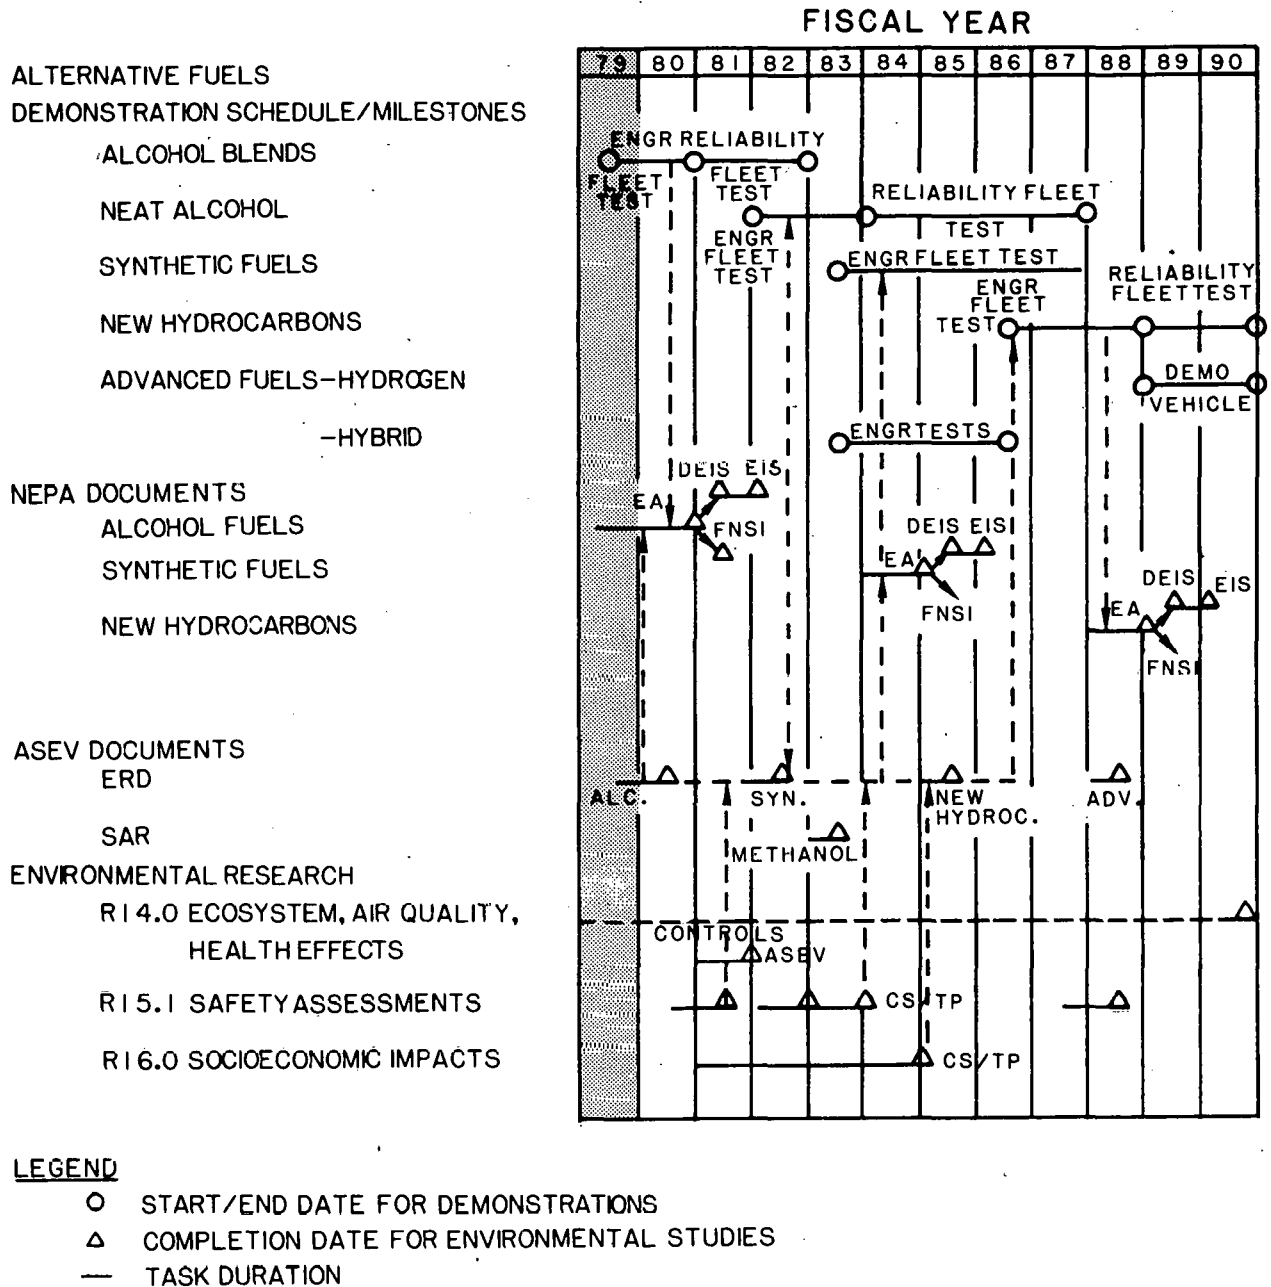 FISCAL YEAR
79 80 81 82 83 84 85 86 87 88 89 90
ALTERNATIVE FUELS
DEMONSTRATION SCHEDULE/MILESTONES
ALCOHOL BLENDS
ENGR RELIABILITY
FLEET TEST
FLEET TEST
NEAT ALCOHOL
RELIABILITY FLEET
TEST
ENGR
FLEET
TEST
SYNTHETIC FUELS
ENGR FLEET TEST
RELIABILITY
FLEET TEST
NEW HYDROCARBONS
ENGR
FLEET
TEST
ADVANCED FUELS-HYDROGEN
DEMO
VEHICLE
-HYBRID
ENGR TESTS
NEPA DOCUMENTS
DEIS EIS
ALCOHOL FUELS
EA
FNSI
SYNTHETIC FUELS
DEIS EIS
EA
FNSI
NEW HYDROCARBONS
DEIS EIS
EA
FNSI
ASEV DOCUMENTS
ERD
ALC. SYN. NEW HYDROC. ADV.
SAR
METHANOL
ENVIRONMENTAL RESEARCH
R14.0 ECOSYSTEM, AIR QUALITY,
HEALTH EFFECTS
CONTROLS
ASEV
R15.1 SAFETY ASSESSMENTS
CS/TP
R16.0 SOCIOECONOMIC IMPACTS
CS/TP
LEGEND
START/END DATE FOR DEMONSTRATIONS
COMPLETION DATE FOR ENVIRONMENTAL STUDIES
TASK DURATION